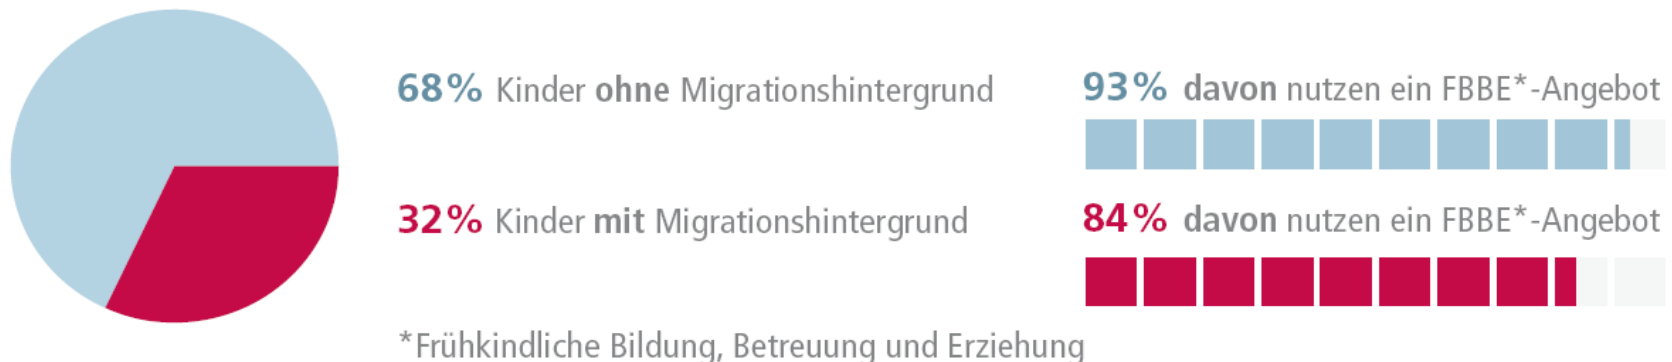 68% Kinder ohne Migrationshintergrund
93% davon nutzen ein FBBE*-Angebot
32% Kinder mit Migrationshintergrund
84% davon nutzen ein FBBE*-Angebot
*Frühkindliche Bildung, Betreuung und Erziehung